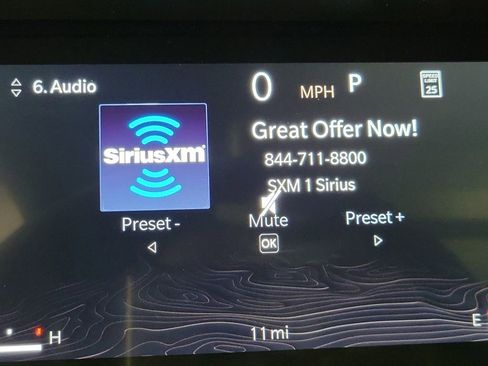 6. Audio
0 MPH P
SPEED LIMIT 25
SiriusXM
Great Offer Now!
844-711-8800
SXM 1 Sirius
Preset - Mute Preset +
OK
H 11 mi E